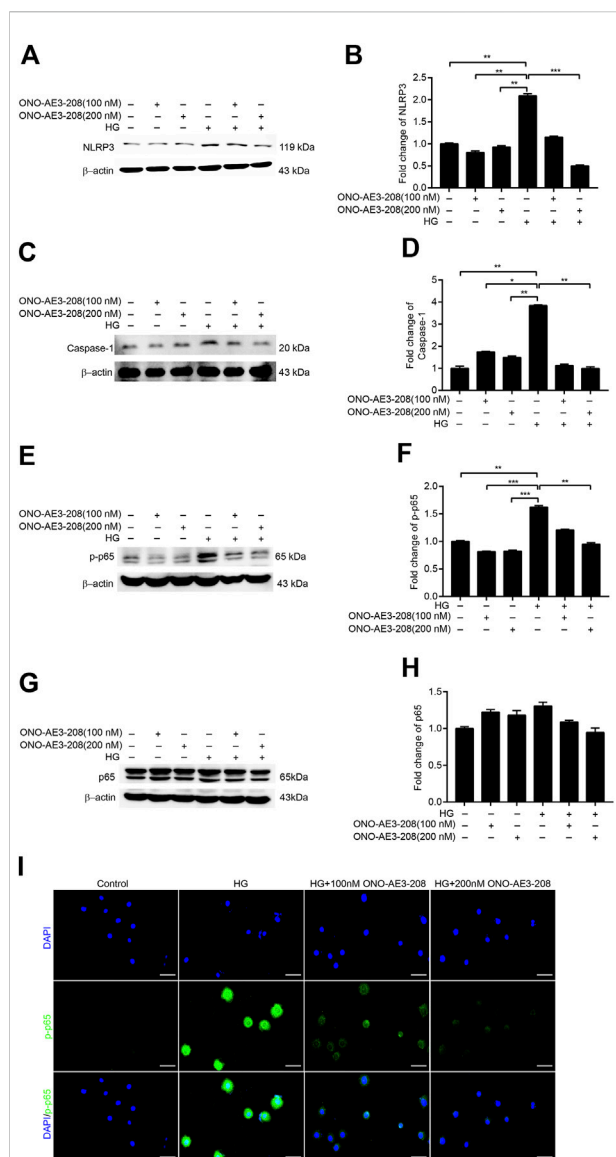 A
ONO-AE3-208(100 nM) – + – – + –
ONO-AE3-208(200 nM) – – + – – +
HG – – – + + +
NLRP3 119 kDa
β–actin 43 kDa
B
** ** ** ***
Fold change of NLRP3
2.5
2.0
1.5
1.0
0.5
0.0
ONO-AE3-208(100 nM) – + – – + –
ONO-AE3-208(200 nM) – – + – – +
HG – – – + + +
C
ONO-AE3-208(100 nM) – + – – + –
ONO-AE3-208(200 nM) – – + – – +
HG – – – + + +
Caspase-1 20 kDa
β–actin 43 kDa
D
** * ** **
Fold change of
Caspase-1
6
4
2
0
ONO-AE3-208(100 nM) – + – – + –
ONO-AE3-208(200 nM) – – + – – +
HG – – – + + +
E
ONO-AE3-208(100 nM) – + – – + –
ONO-AE3-208(200 nM) – – + – – +
HG – – – + + +
p-p65 65 kDa
β–actin 43 kDa
F
** *** *** **
Fold change of p-p65
2.0
1.5
1.0
0.5
0.0
HG – – – + + +
ONO-AE3-208(100 nM) – + – – + –
ONO-AE3-208(200 nM) – – + – – +
G
ONO-AE3-208(100 nM) – + – – + –
ONO-AE3-208(200 nM) – – + – – +
HG – – – + + +
p65 65kDa
β–actin 43kDa
H
Fold change of p65
1.5
1.0
0.5
0.0
HG – – – + + +
ONO-AE3-208(100 nM) – + – – + –
ONO-AE3-208(200 nM) – – + – – +
I
Control HG HG+100nM ONO-AE3-208 HG+200nM ONO-AE3-208
DAPI
p-p65
DAPI/p-p65